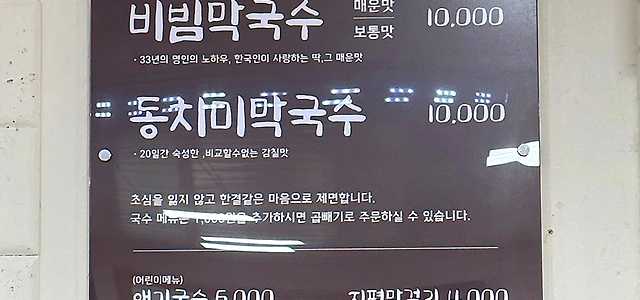 비빔막국수 매운맛 보통맛 10,000
· 33년의 명인의 노하우, 한국인이 사랑하는 딱,그 매운맛
동치미막국수 10,000
· 20일간 숙성한 ,비교할수없는 감칠맛
초심을 잃지 않고 한결같은 마음으로 제면합니다.
국수 메뉴는 1,000원을 추가하시면 곱빼기로 주문하실 수 있습니다.
(어린이메뉴)
애기국수 5,000 지평막걸리 4,000